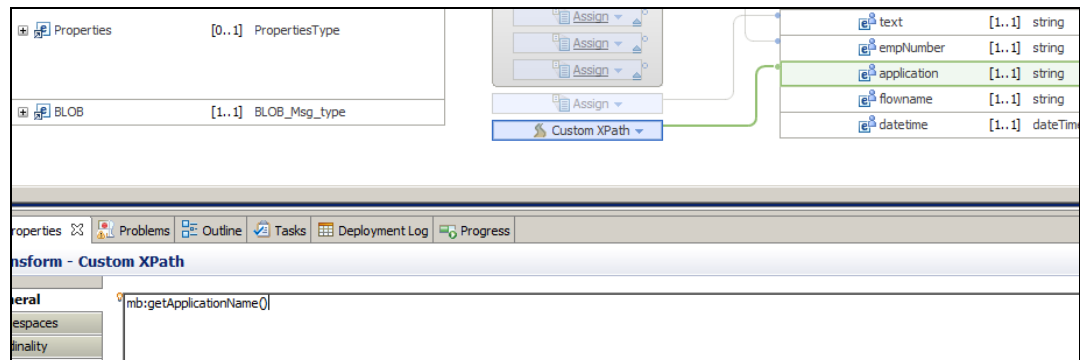 Assign
text [1..1] string
Properties [0..1] PropertiesType
Assign
empNumber [1..1] string
Assign
application [1..1] string
Assign
flowname [1..1] string
BLOB [1..1] BLOB_Msg_type
Custom XPath
datetime [1..1] dateTime
roperties Problems Outline Tasks Deployment Log Progress
nsform - Custom XPath
neral
mb:getApplicationName()
espaces
dinality